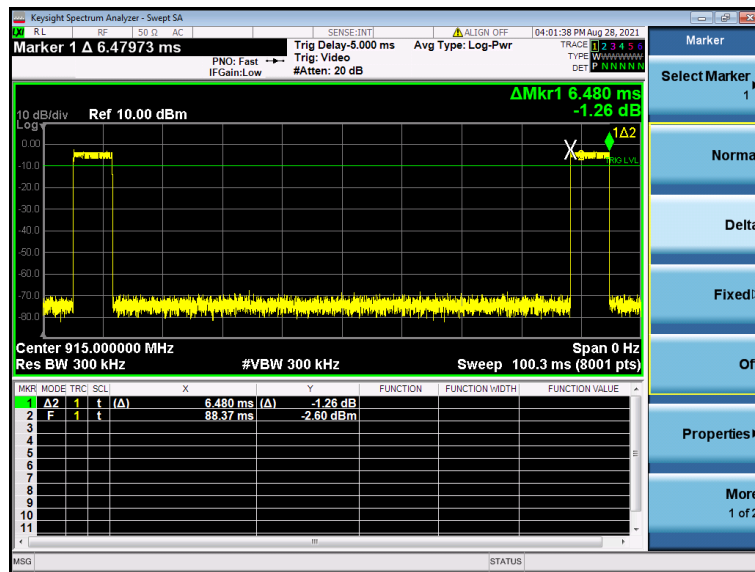 Keysight Spectrum Analyzer - Swept SA
LXI RL RF 50 Ω AC SENSE:INT ALIGN OFF 04:01:38 PM Aug 28, 2021
Marker 1 Δ 6.47973 ms
PNO: Fast
IFGain:Low
Trig Delay-5.000 ms
Trig: Video
#Atten: 20 dB
Avg Type: Log-Pwr
TRACE 1 2 3 4 5 6
TYPE WWWWWW
DET P N N N N N
ΔMkr1 6.480 ms
-1.26 dB
10 dB/div Ref 10.00 dBm
Log
1Δ2
0.00
TRIG LVL
-10.0
-20.0
-30.0
-40.0
-50.0
-60.0
-70.0
-80.0
Center 915.000000 MHz Span 0 Hz
Res BW 300 kHz #VBW 300 kHz Sweep 100.3 ms (8001 pts)
MKR MODE TRC SCL X Y FUNCTION FUNCTION WIDTH FUNCTION VALUE
1 Δ2 1 t (Δ) 6.480 ms (Δ) -1.26 dB
2 F 1 t 88.37 ms -2.60 dBm
3
4
5
6
7
8
9
10
11
MSG STATUS
Marker
Select Marker
1
Norma
Delta
Fixed
Of
Properties
More
1 of 2